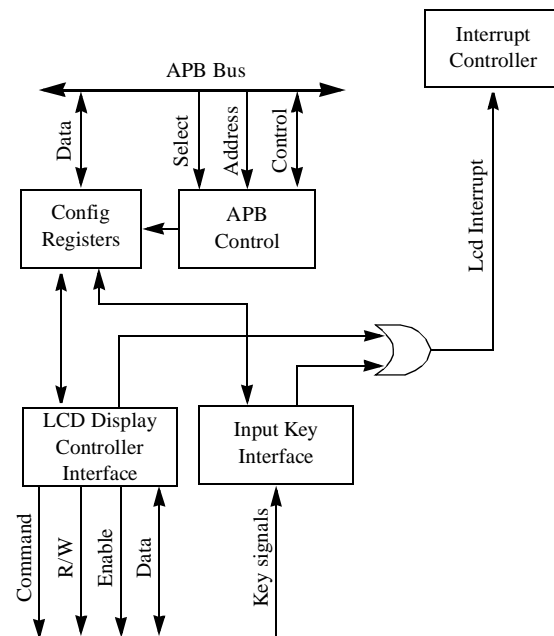 Interrupt
Controller
APB Bus
Data
Select
Address
Control
Config
Registers
APB
Control
Lcd Interrupt
LCD Display
Controller
Interface
Input Key
Interface
Command
R/W
Enable
Data
Key signals